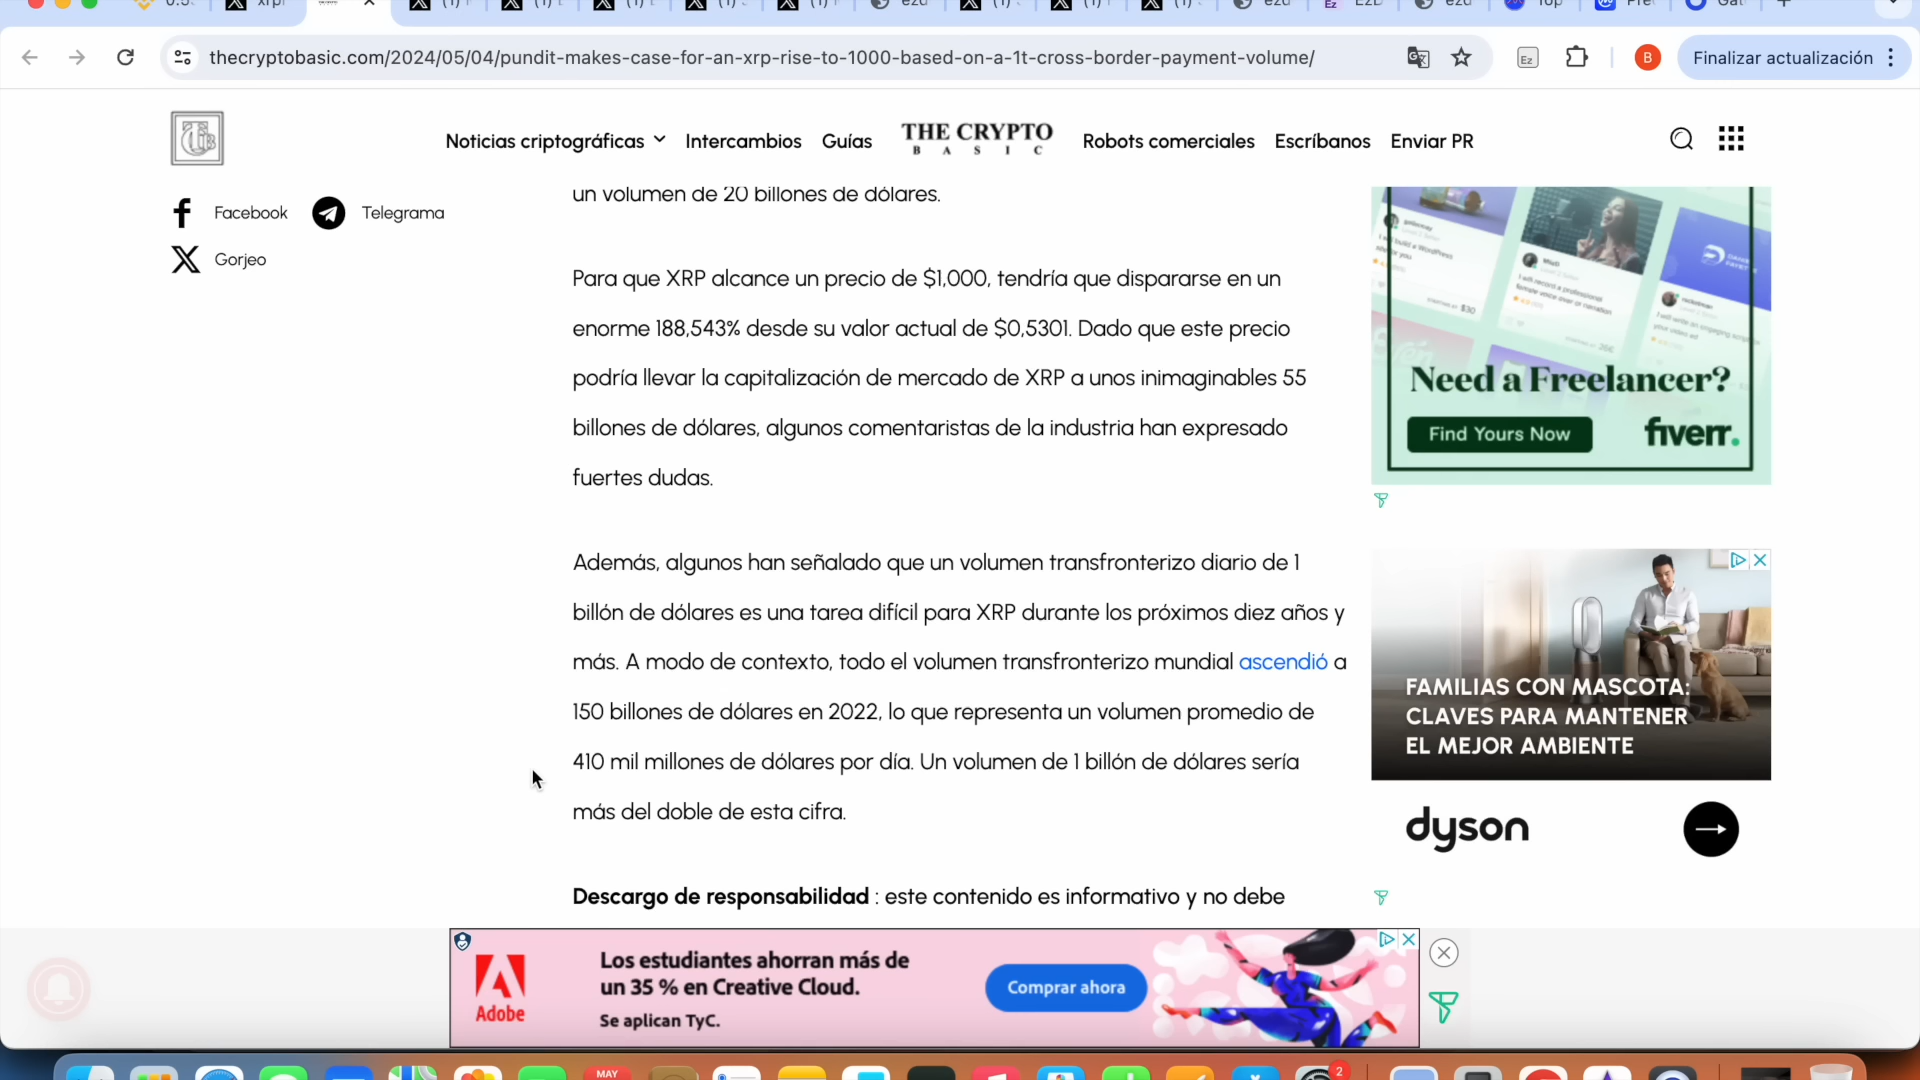 thecryptobasic.com/2024/05/04/pundit-makes-case-for-an-xrp-rise-to-1000-based-on-a-1t-cross-border-payment-volume/
Ez
B
Finalizar actualización
Noticias criptográficas
Intercambios
Guías
THE CRYPTO
BASIC
Robots comerciales
Escríbanos
Enviar PR
Facebook
Telegrama
Gorjeo
un volumen de 20 billones de dólares.
Para que XRP alcance un precio de $1,000, tendría que dispararse en un
enorme 188,543% desde su valor actual de $0,5301. Dado que este precio
podría llevar la capitalización de mercado de XRP a unos inimaginables 55
billones de dólares, algunos comentaristas de la industria han expresado
fuertes dudas.
Además, algunos han señalado que un volumen transfronterizo diario de 1
billón de dólares es una tarea difícil para XRP durante los próximos diez años y
más. A modo de contexto, todo el volumen transfronterizo mundial ascendió a
150 billones de dólares en 2022, lo que representa un volumen promedio de
410 mil millones de dólares por día. Un volumen de 1 billón de dólares sería
más del doble de esta cifra.
Descargo de responsabilidad : este contenido es informativo y no debe
Need a Freelancer?
Find Yours Now
fiverr.
FAMILIAS CON MASCOTA:
CLAVES PARA MANTENER
EL MEJOR AMBIENTE
dyson
Adobe
Los estudiantes ahorran más de
un 35 % en Creative Cloud.
Se aplican TyC.
Comprar ahora
MAY
2